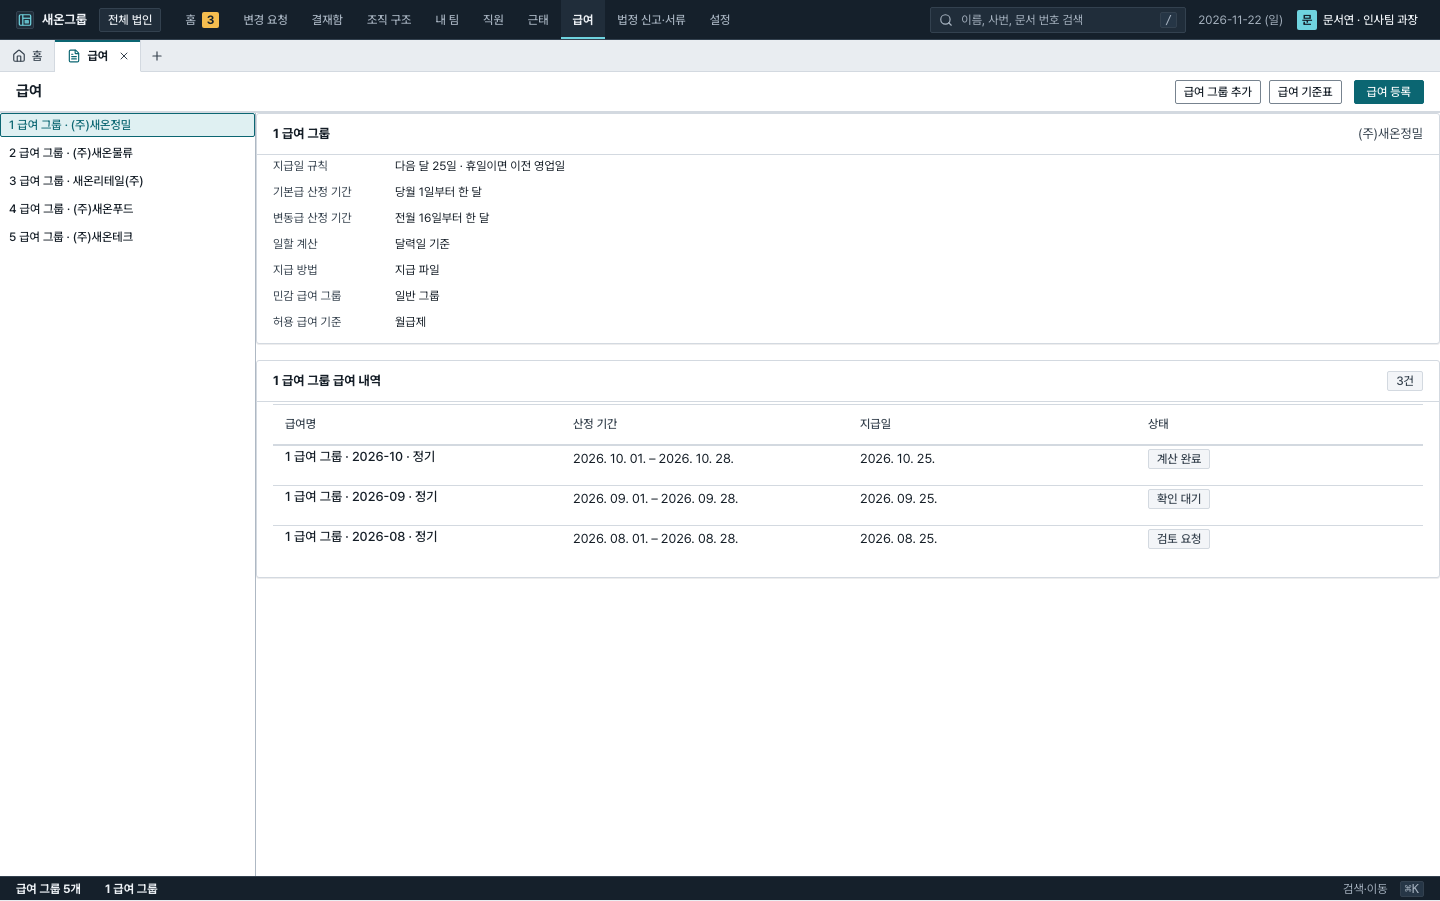 새온그룹 전체 법인 홈 3 변경 요청 결재함 조직 구조 내 팀 직원 근태 급여 법정 신고·서류 설정 이름, 사번, 문서 번호 검색 / 2026-11-22 (일) 문 문서연 · 인사팀 과장
홈 급여
급여 급여 그룹 추가 급여 기준표 급여 등록
1 급여 그룹 · (주)새온정밀
2 급여 그룹 · (주)새온물류
3 급여 그룹 · 새온리테일(주)
4 급여 그룹 · (주)새온푸드
5 급여 그룹 · (주)새온테크
1 급여 그룹 (주)새온정밀
지급일 규칙 다음 달 25일 · 휴일이면 이전 영업일
기본급 산정 기간 당월 1일부터 한 달
변동급 산정 기간 전월 16일부터 한 달
일할 계산 달력일 기준
지급 방법 지급 파일
민감 급여 그룹 일반 그룹
허용 급여 기준 월급제
1 급여 그룹 급여 내역 3건
급여명 산정 기간 지급일 상태
1 급여 그룹 · 2026-10 · 정기 2026. 10. 01. – 2026. 10. 28. 2026. 10. 25. 계산 완료
1 급여 그룹 · 2026-09 · 정기 2026. 09. 01. – 2026. 09. 28. 2026. 09. 25. 확인 대기
1 급여 그룹 · 2026-08 · 정기 2026. 08. 01. – 2026. 08. 28. 2026. 08. 25. 검토 요청
급여 그룹 5개 1 급여 그룹 검색·이동 ⌘K